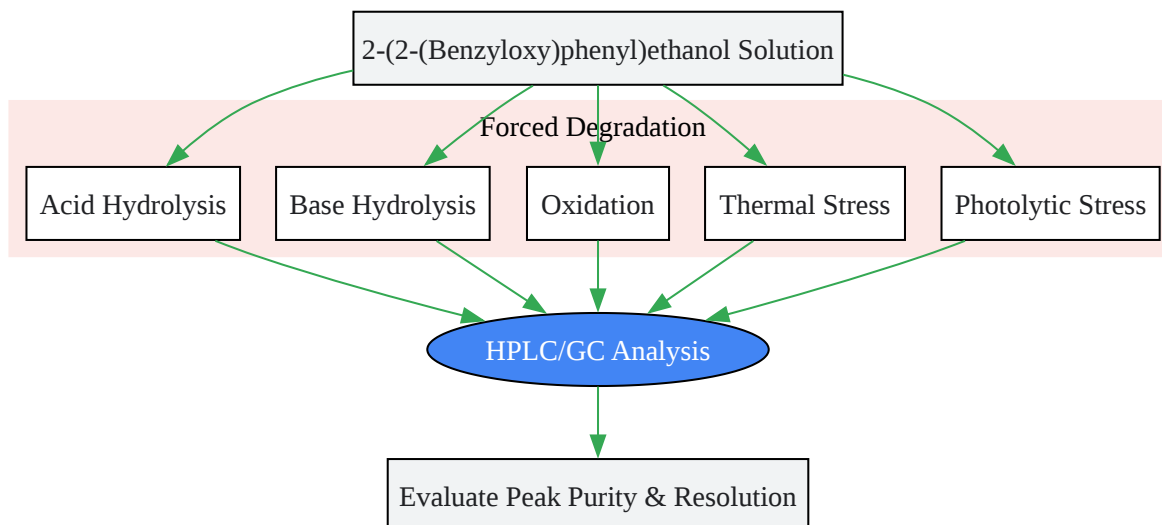 2-(2-(Benzyloxy)phenyl)ethanol Solution
Forced Degradation
Acid Hydrolysis
Base Hydrolysis
Oxidation
Thermal Stress
Photolytic Stress
HPLC/GC Analysis
Evaluate Peak Purity & Resolution